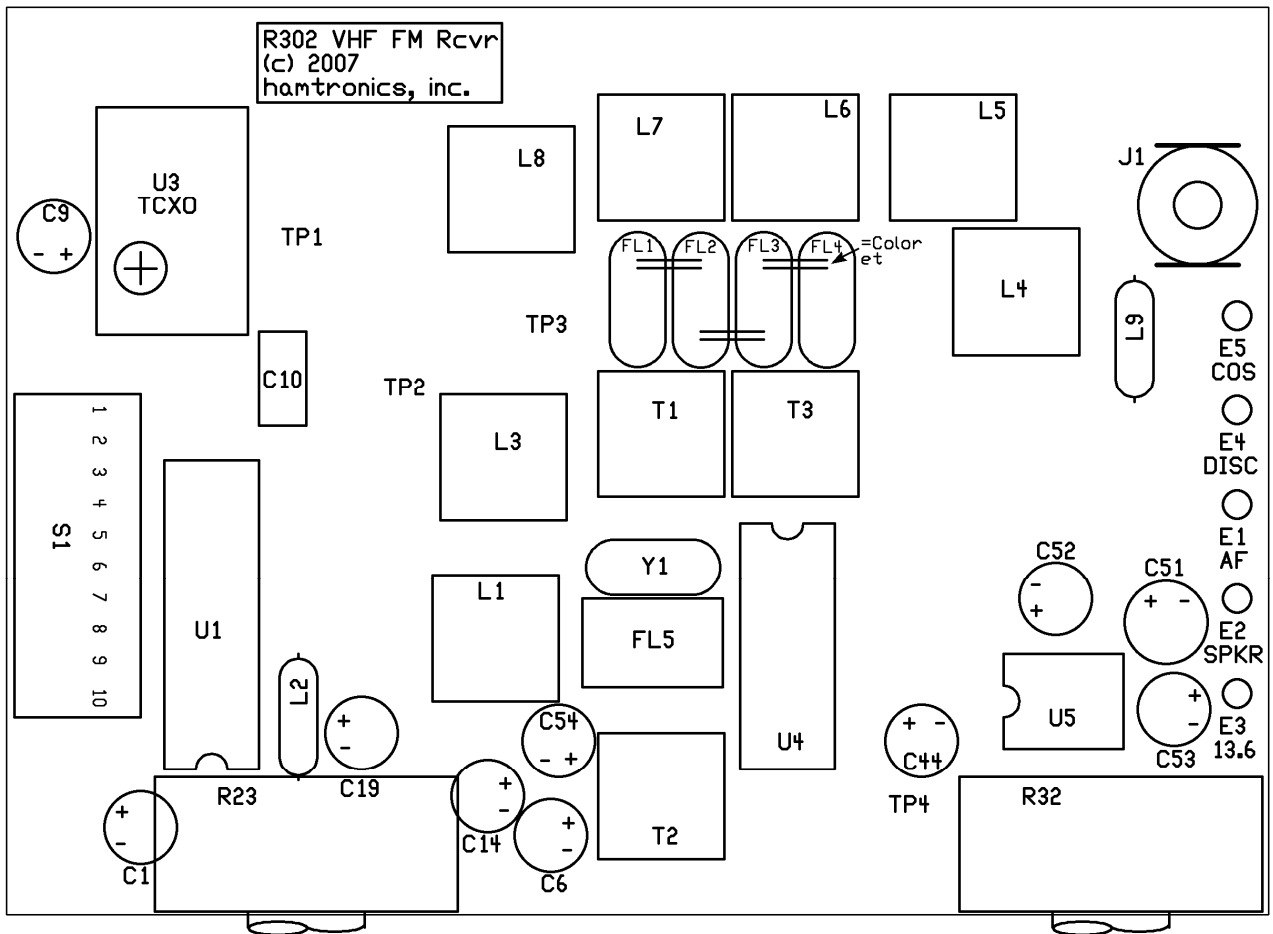 R302 VHF FM Rcvr
(c) 2007
hamtronics, inc.
L7
L6
L5
L8
J1
U3
TCXO
C9
- +
TP1
FL1
FL2
FL3
FL4
=Color
et
L4
TP3
L9
E5
COS
C10
TP2
T1
T3
L3
E4
DISC
S1
1
2
3
4
5
6
7
8
9
10
U1
E1
AF
Y1
C52
-
+
C51
+ -
L1
FL5
E2
SPKR
L2
C19
+
-
C54
- +
U4
C44
+ -
U5
C53
+
-
E3
13.6
R23
C1
+
-
C14
+
-
C6
+
-
T2
TP4
R32